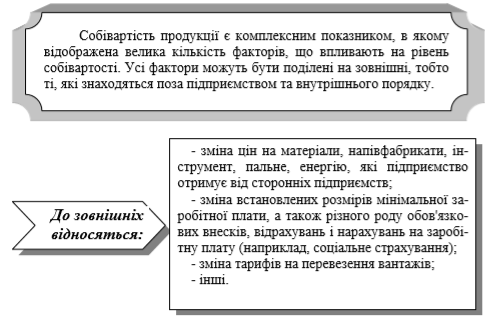 Собівартість продукції є комплексним показником, в якому
відображена велика кількість факторів, що впливають на рівень
собівартості. Усі фактори можуть бути поділені на зовнішні, тобто
ті, які знаходяться поза підприємством та внутрішнього порядку.
До зовнішніх
відносяться:
- зміна цін на матеріали, напівфабрикати, ін-
струмент, пальне, енергію, які підприємство
отримує від сторонніх підприємств;
- зміна встановлених розмірів мінімальної за-
робітної плати, а також різного роду обов'язко-
вих внесків, відрахувань і нарахувань на заробі-
тну плату (наприклад, соціальне страхування);
- зміна тарифів на перевезення вантажів;
- інші.